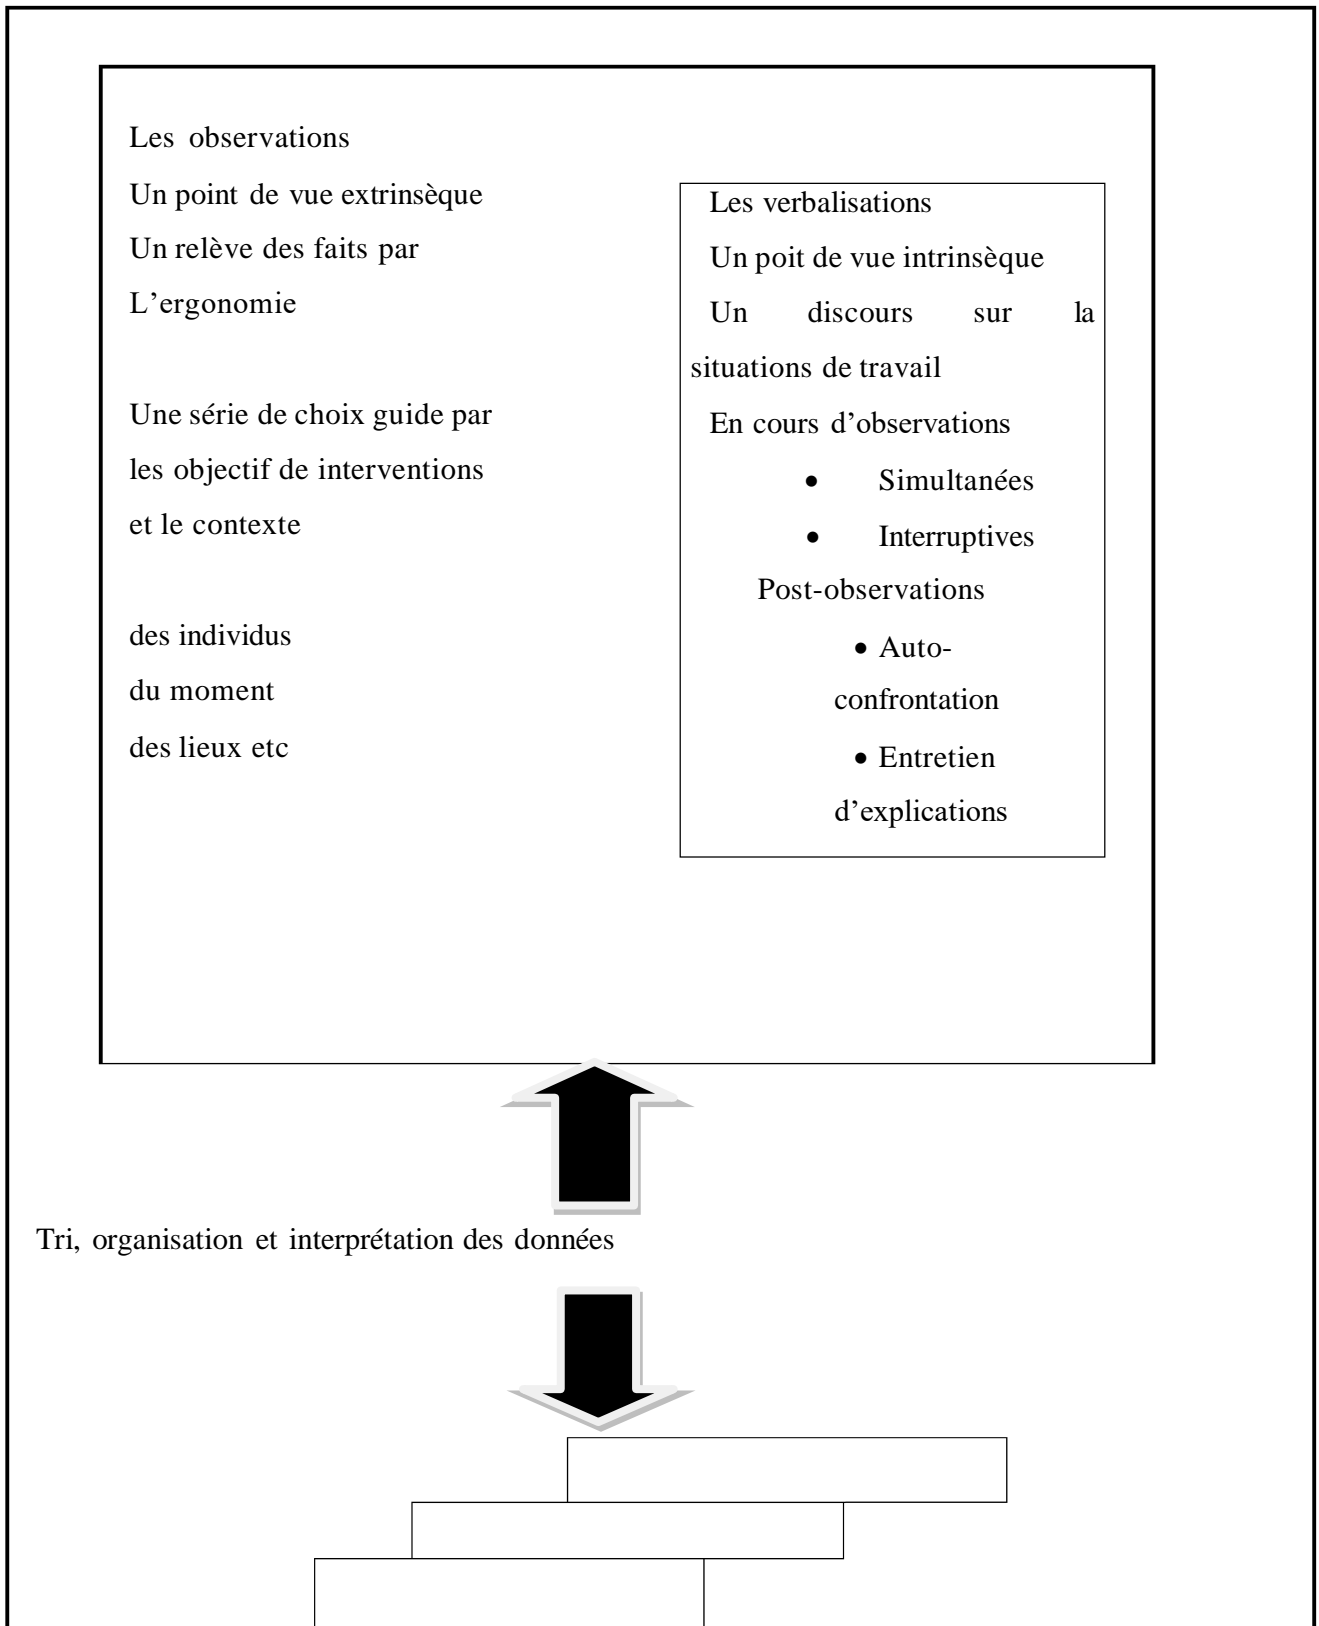 Les observations
Un point de vue extrinsèque
Un relève des faits par
L’ergonomie
Une série de choix guide par
les objectif de interventions
et le contexte
des individus
du moment
des lieux etc
Les verbalisations
Un poit de vue intrinsèque
Un discours sur la
situations de travail
En cours d’observations
• Simultanées
• Interruptives
Post-observations
• Auto-
confrontation
• Entretien
d’explications
Tri, organisation et interprétation des données